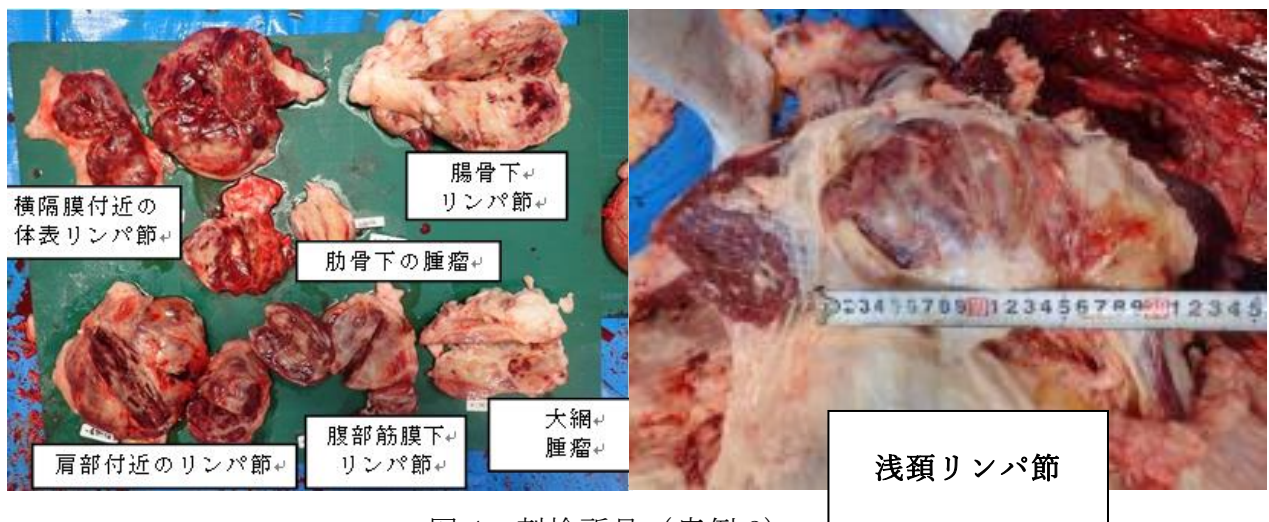 腸骨下↵
リンパ節↵
横隔膜付近の
体表リンパ節↵
肋骨下の腫瘤↵
大網↵
腫瘤↵
腹部筋膜下↵
リンパ節↵
肩部付近のリンパ節↵
浅頚リンパ節